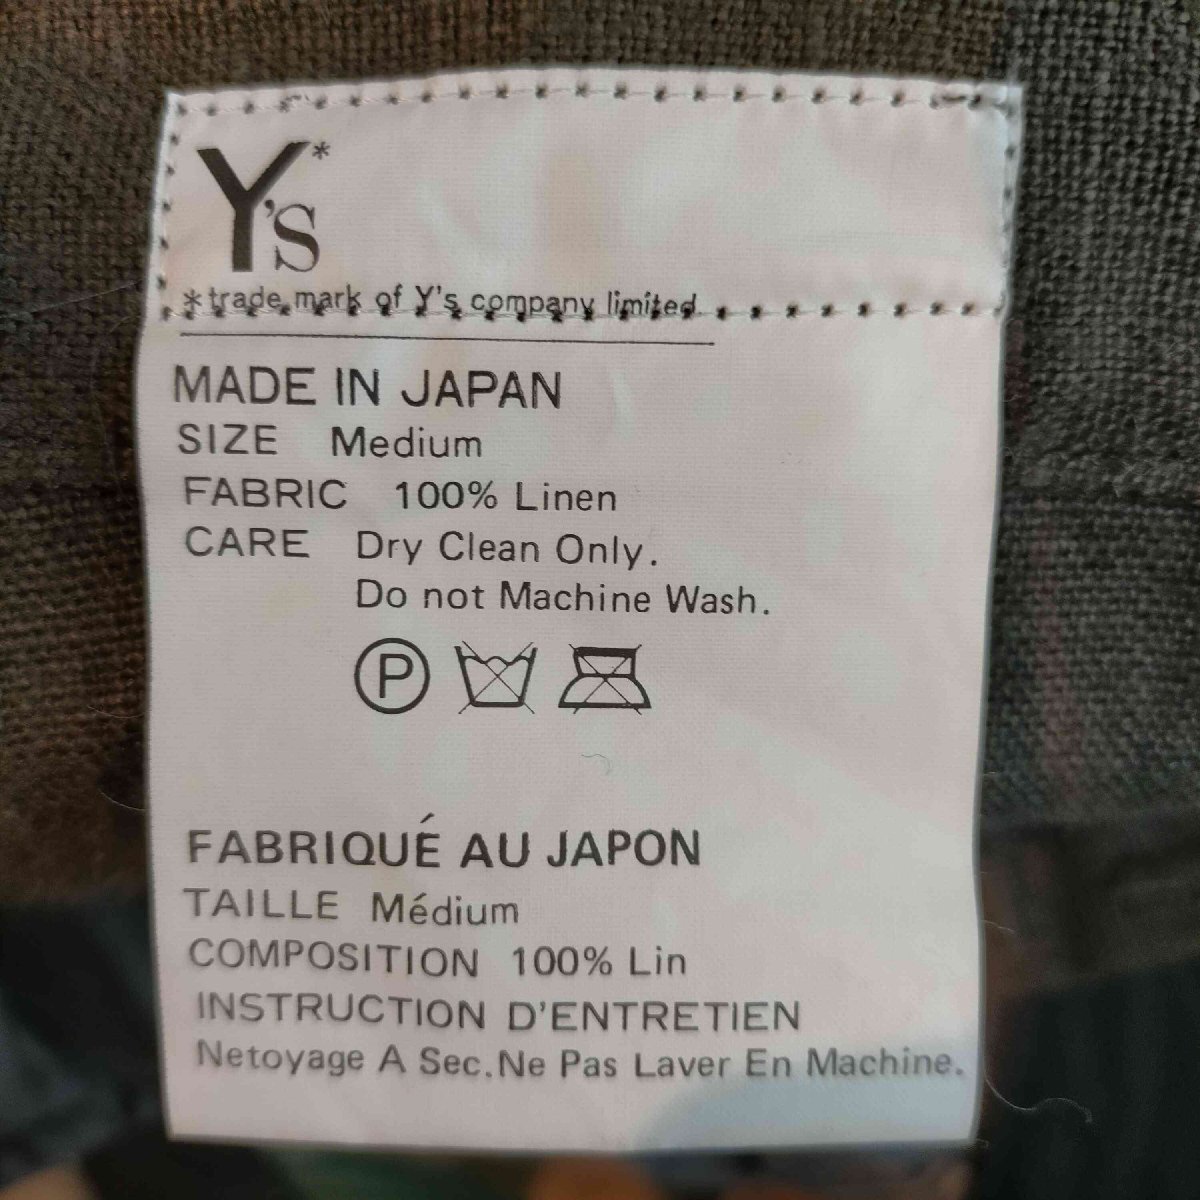 Y's*
*trade mark of Y's company limited.
MADE IN JAPAN
SIZE Medium
FABRIC 100% Linen
CARE Dry Clean Only.
Do not Machine Wash.
P
FABRIQUÉ AU JAPON
TAILLE Médium
COMPOSITION 100% Lin
INSTRUCTION D'ENTRETIEN
Netoyage A Sec.Ne Pas Laver En Machine.